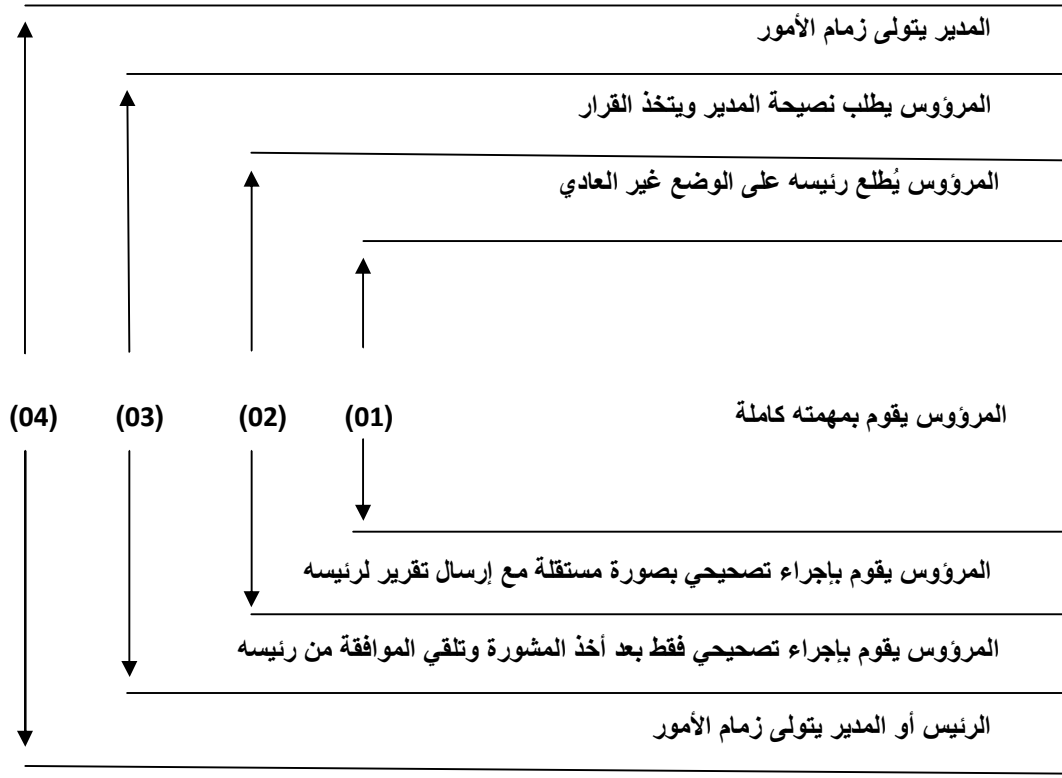 المدير يتولى زمام الأمور
المرؤوس يطلب نصيحة المدير ويتخذ القرار
المرؤوس يُطلع رئيسه على الوضع غير العادي
المرؤوس يقوم بمهمته كاملة (01) (02) (03) (04)
المرؤوس يقوم بإجراء تصحيحي بصورة مستقلة مع إرسال تقرير لرئيسه
المرؤوس يقوم بإجراء تصحيحي فقط بعد أخذ المشورة وتلقي الموافقة من رئيسه
الرئيس أو المدير يتولى زمام الأمور